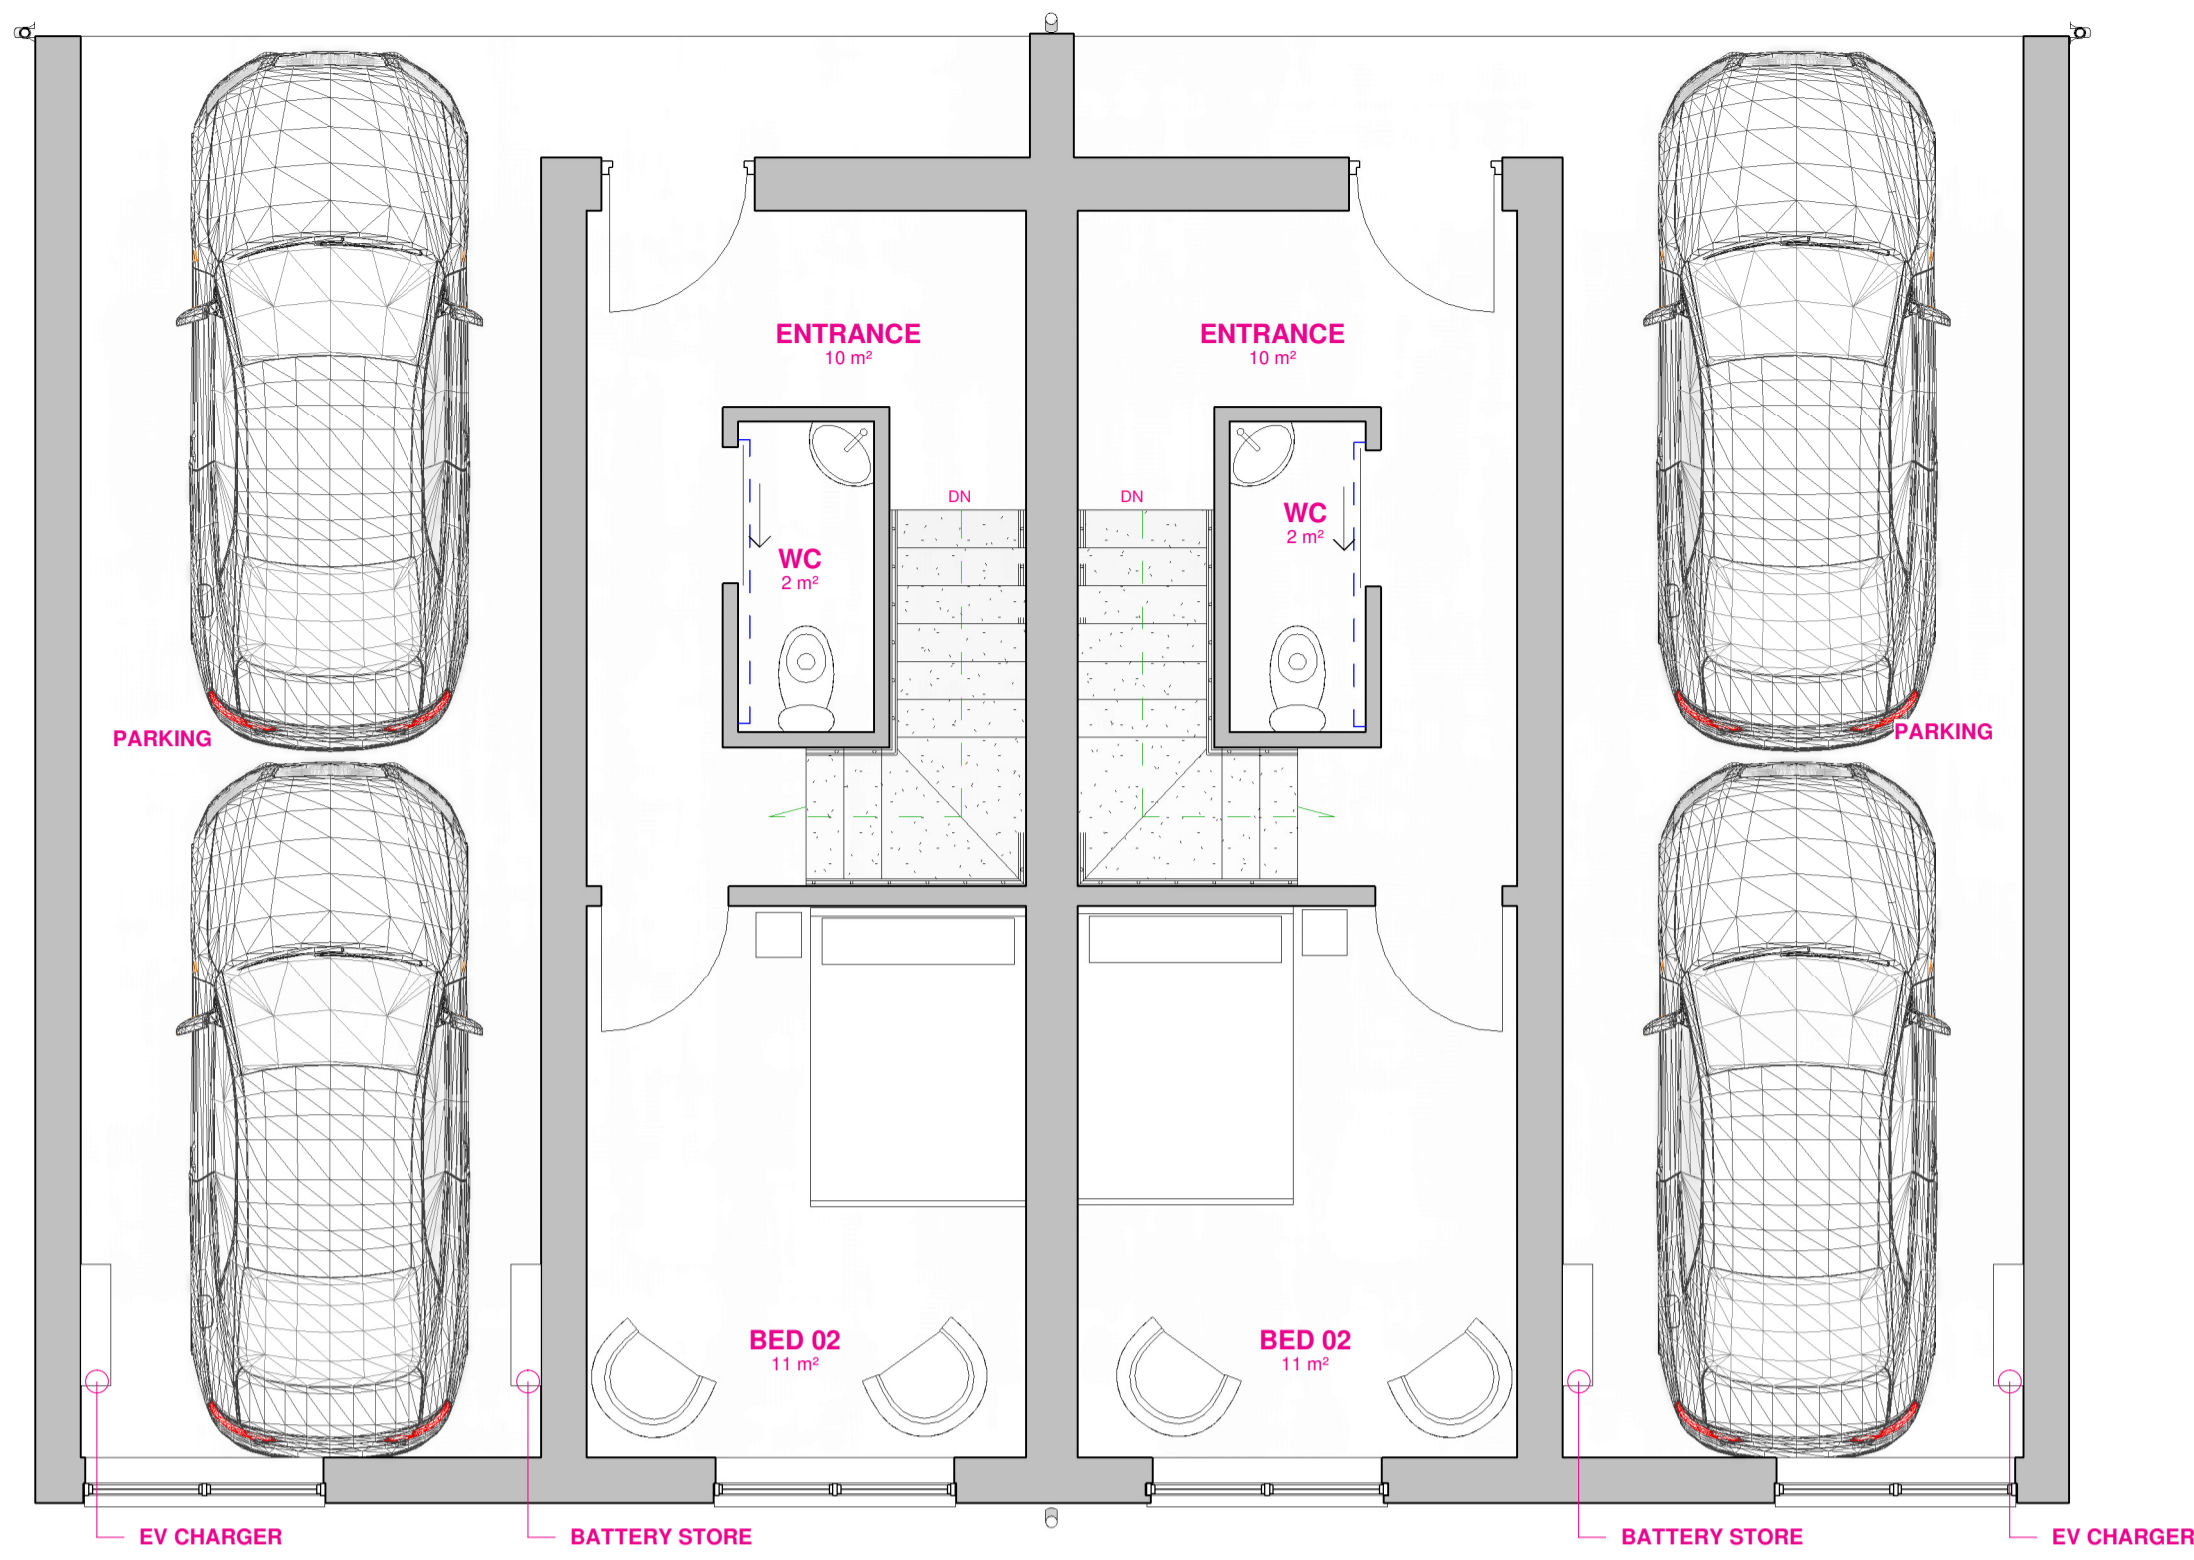 ENTRANCE
10 m²
ENTRANCE
10 m²
DN
DN
WC
2 m²
WC
2 m²
PARKING
PARKING
BED 02
11 m²
BED 02
11 m²
EV CHARGER
BATTERY STORE
BATTERY STORE
EV CHARGER